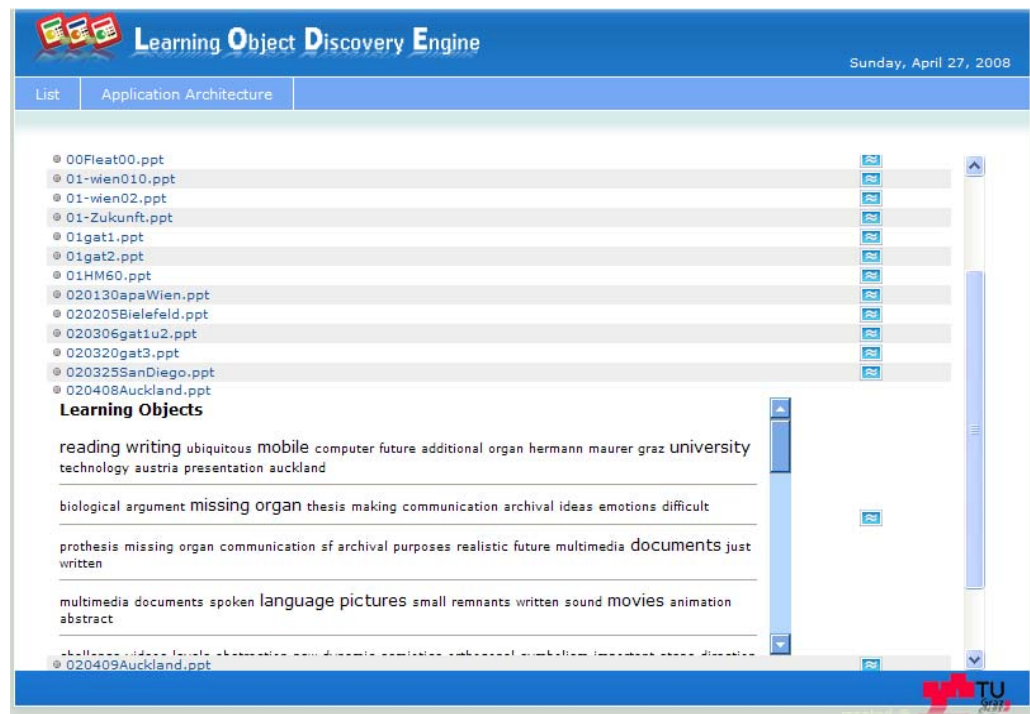 Learning Object Discovery Engine
Sunday, April 27, 2008
List Application Architecture
00Fleat00.ppt
01-wien010.ppt
01-wien02.ppt
01-Zukunft.ppt
01gat1.ppt
01gat2.ppt
01HM60.ppt
020130apaWien.ppt
020205Bielefeld.ppt
020306gat1u2.ppt
020320gat3.ppt
020325SanDiego.ppt
020408Auckland.ppt
Learning Objects
reading writing ubiquitous mobile computer future additional organ hermann maurer graz university
technology austria presentation auckland
biological argument missing organ thesis making communication archival ideas emotions difficult
prothesis missing organ communication sf archival purposes realistic future multimedia documents just
written
multimedia documents spoken language pictures small remnants written sound movies animation
abstract
020409Auckland.ppt
TU
Graz